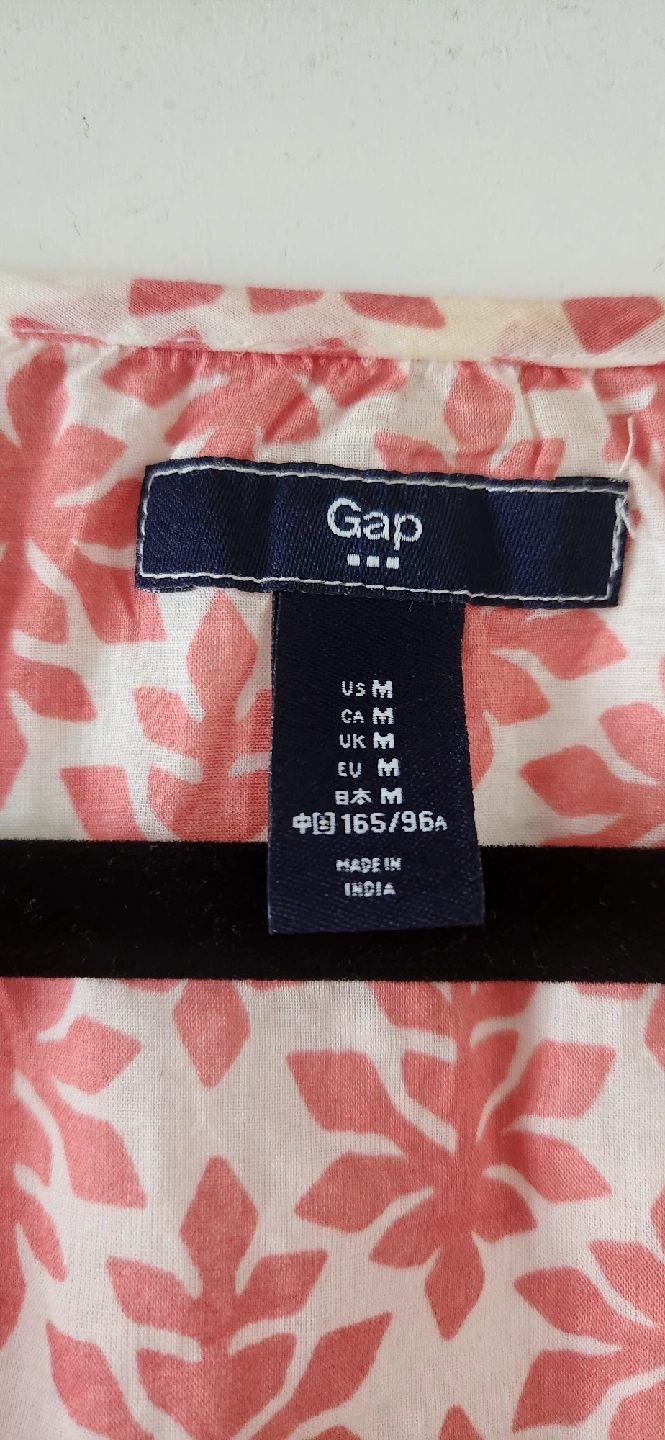 Gap
US M
CA M
UK M
EU M
日本 M
中国 165/96A
MADE IN
INDIA